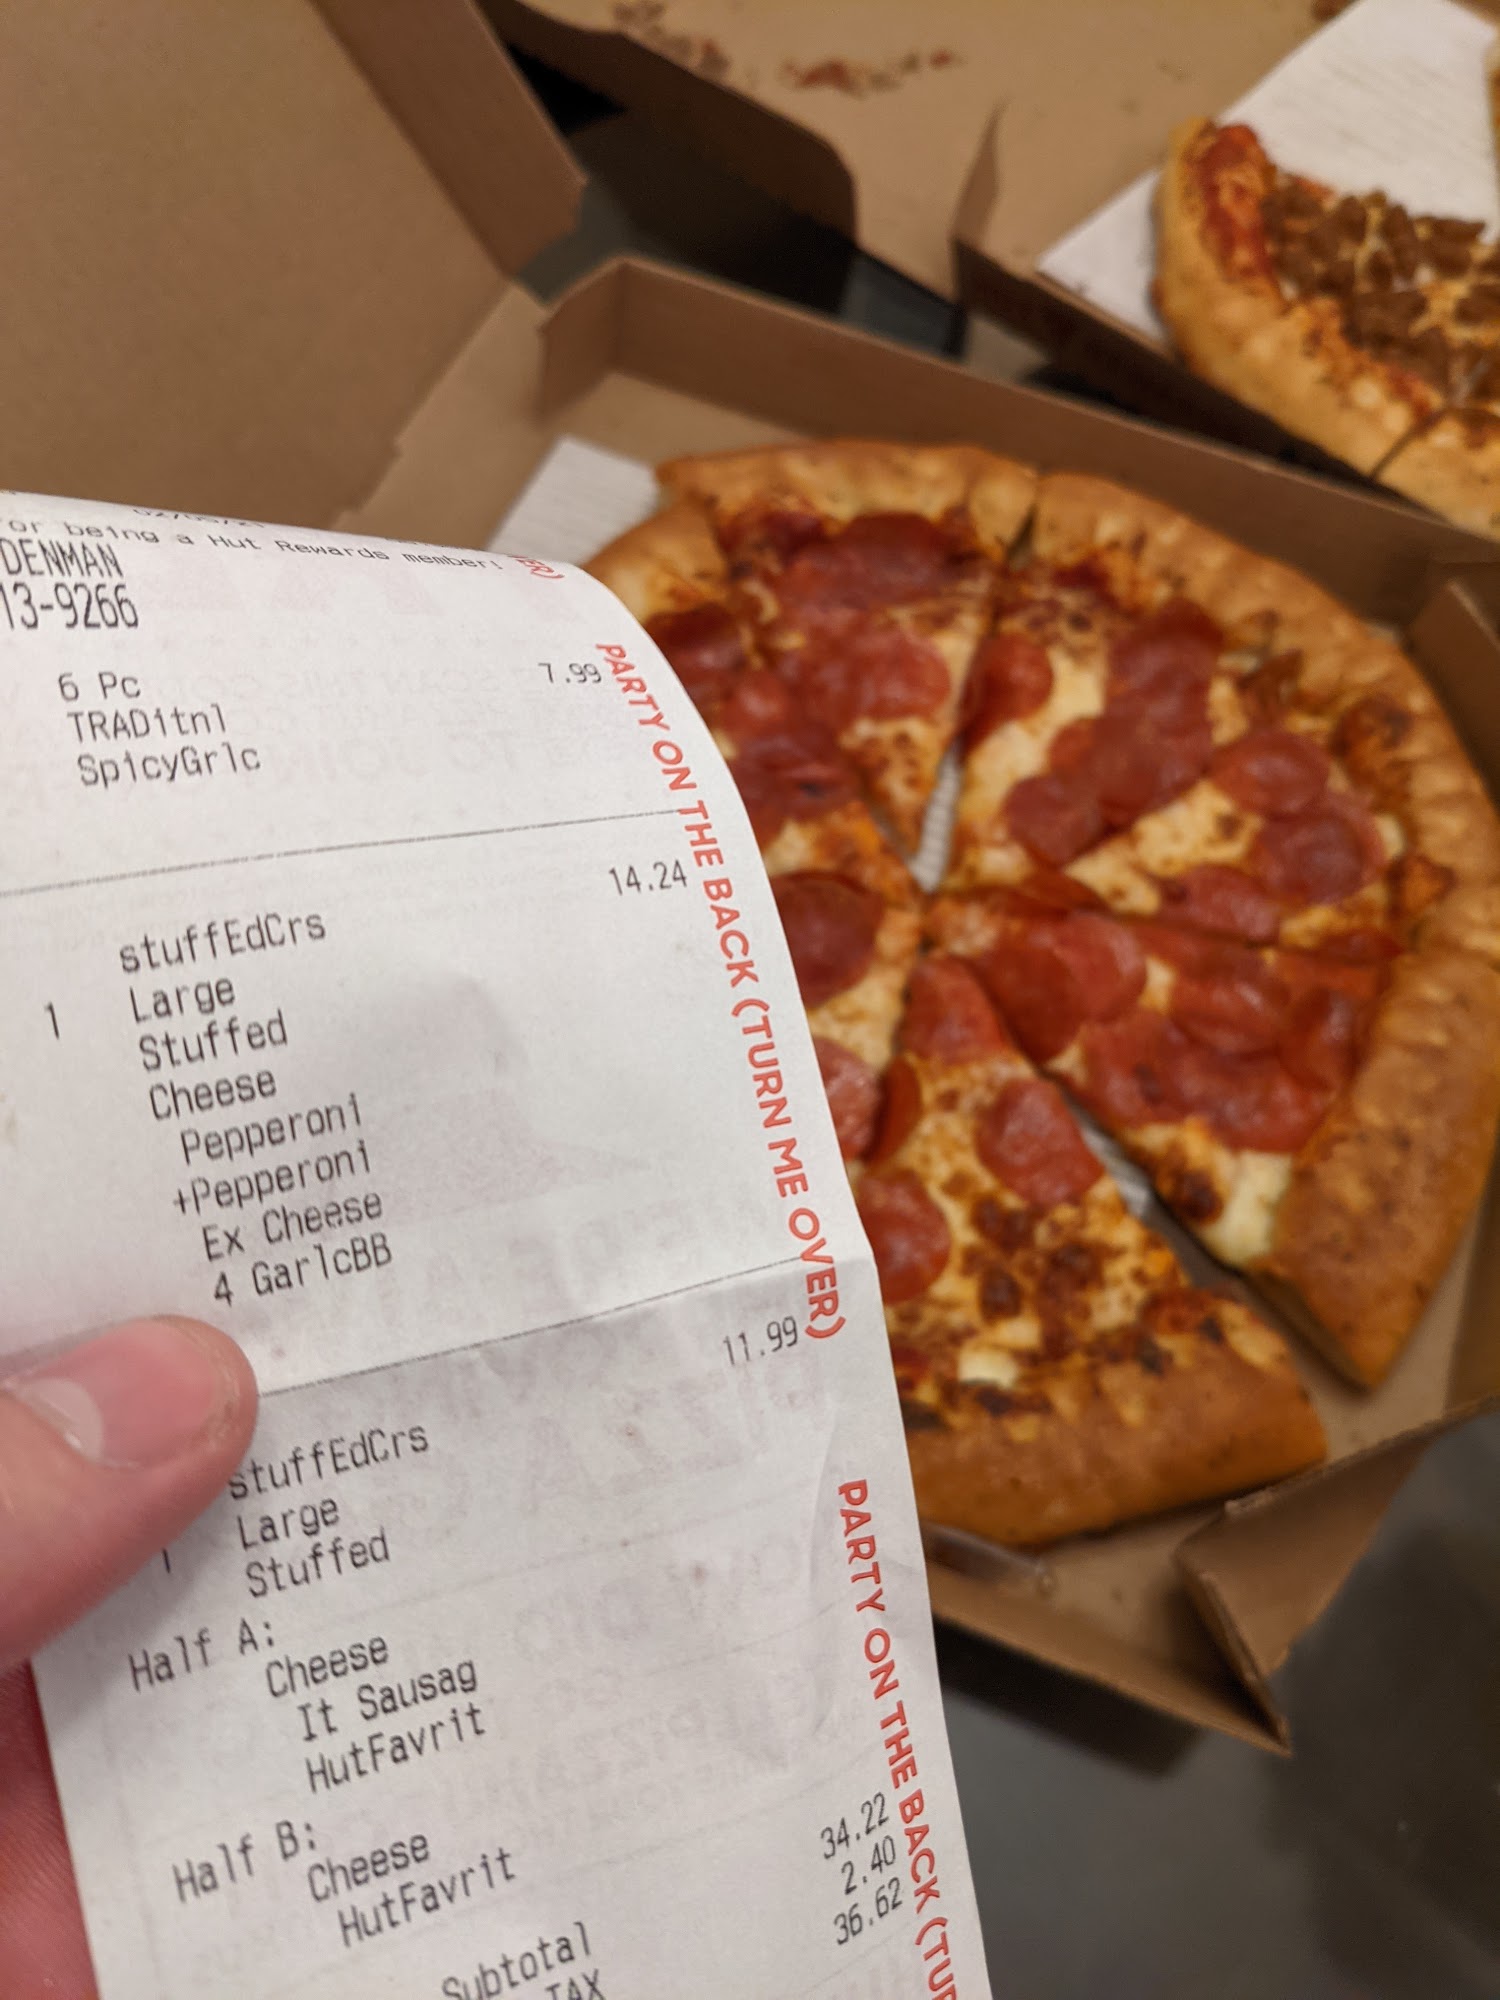 or being a Hut Rewards member!
DENMAN
13-9266
6 Pc 7.99
TRADitnl
SpicyGrlc
14.24
stuffEdCrs
1 Large
Stuffed
Cheese
Pepperoni
+Pepperoni
Ex Cheese
4 GarlcBB
11.99
stuffEdCrs
1 Large
Stuffed
Half A:
Cheese
It Sausag
HutFavrit
Half B:
Cheese
HutFavrit
Subtotal 34.22
TAX 2.40
36.62
PARTY ON THE BACK (TURN ME OVER)
PARTY ON THE BACK (TUR